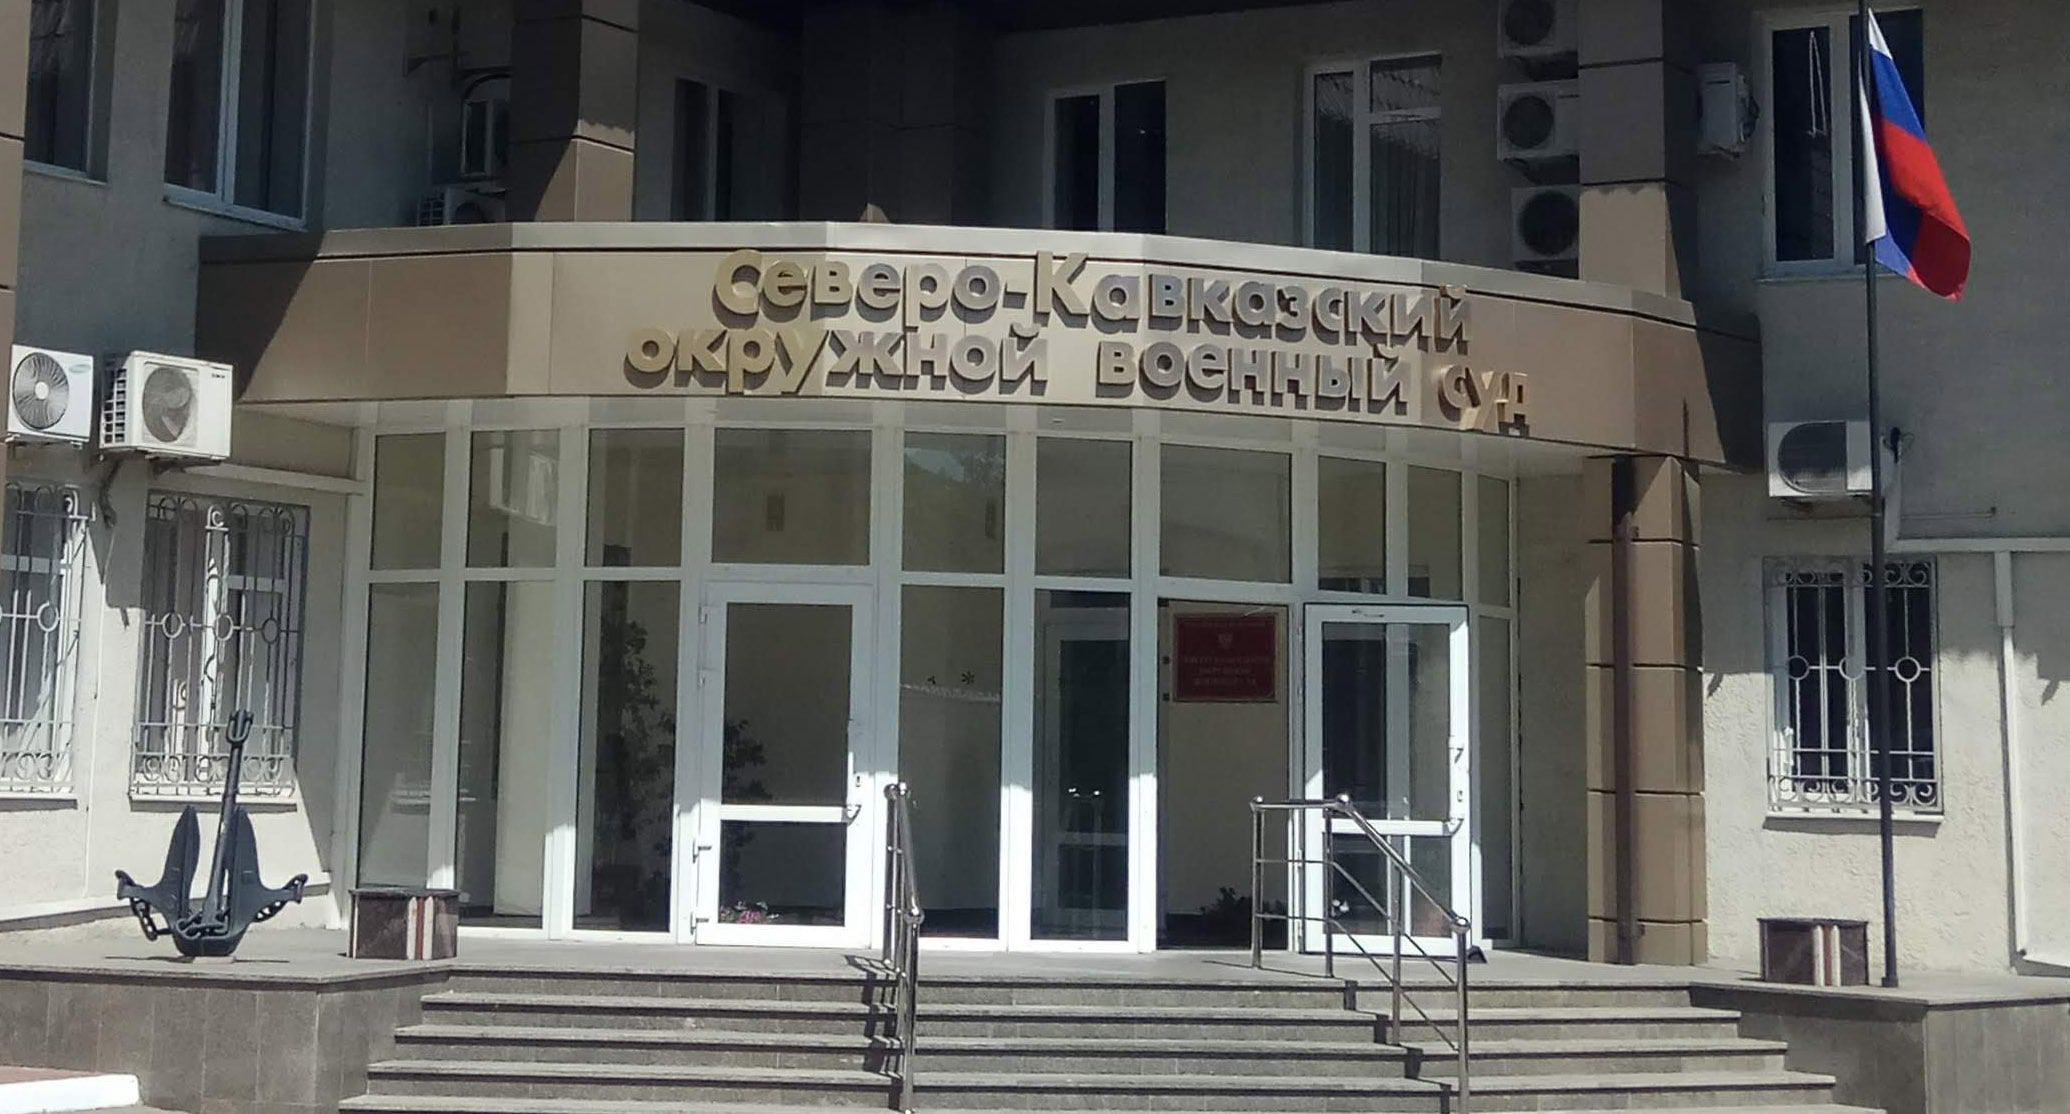 Северо-Кавказский
окружной военный суд